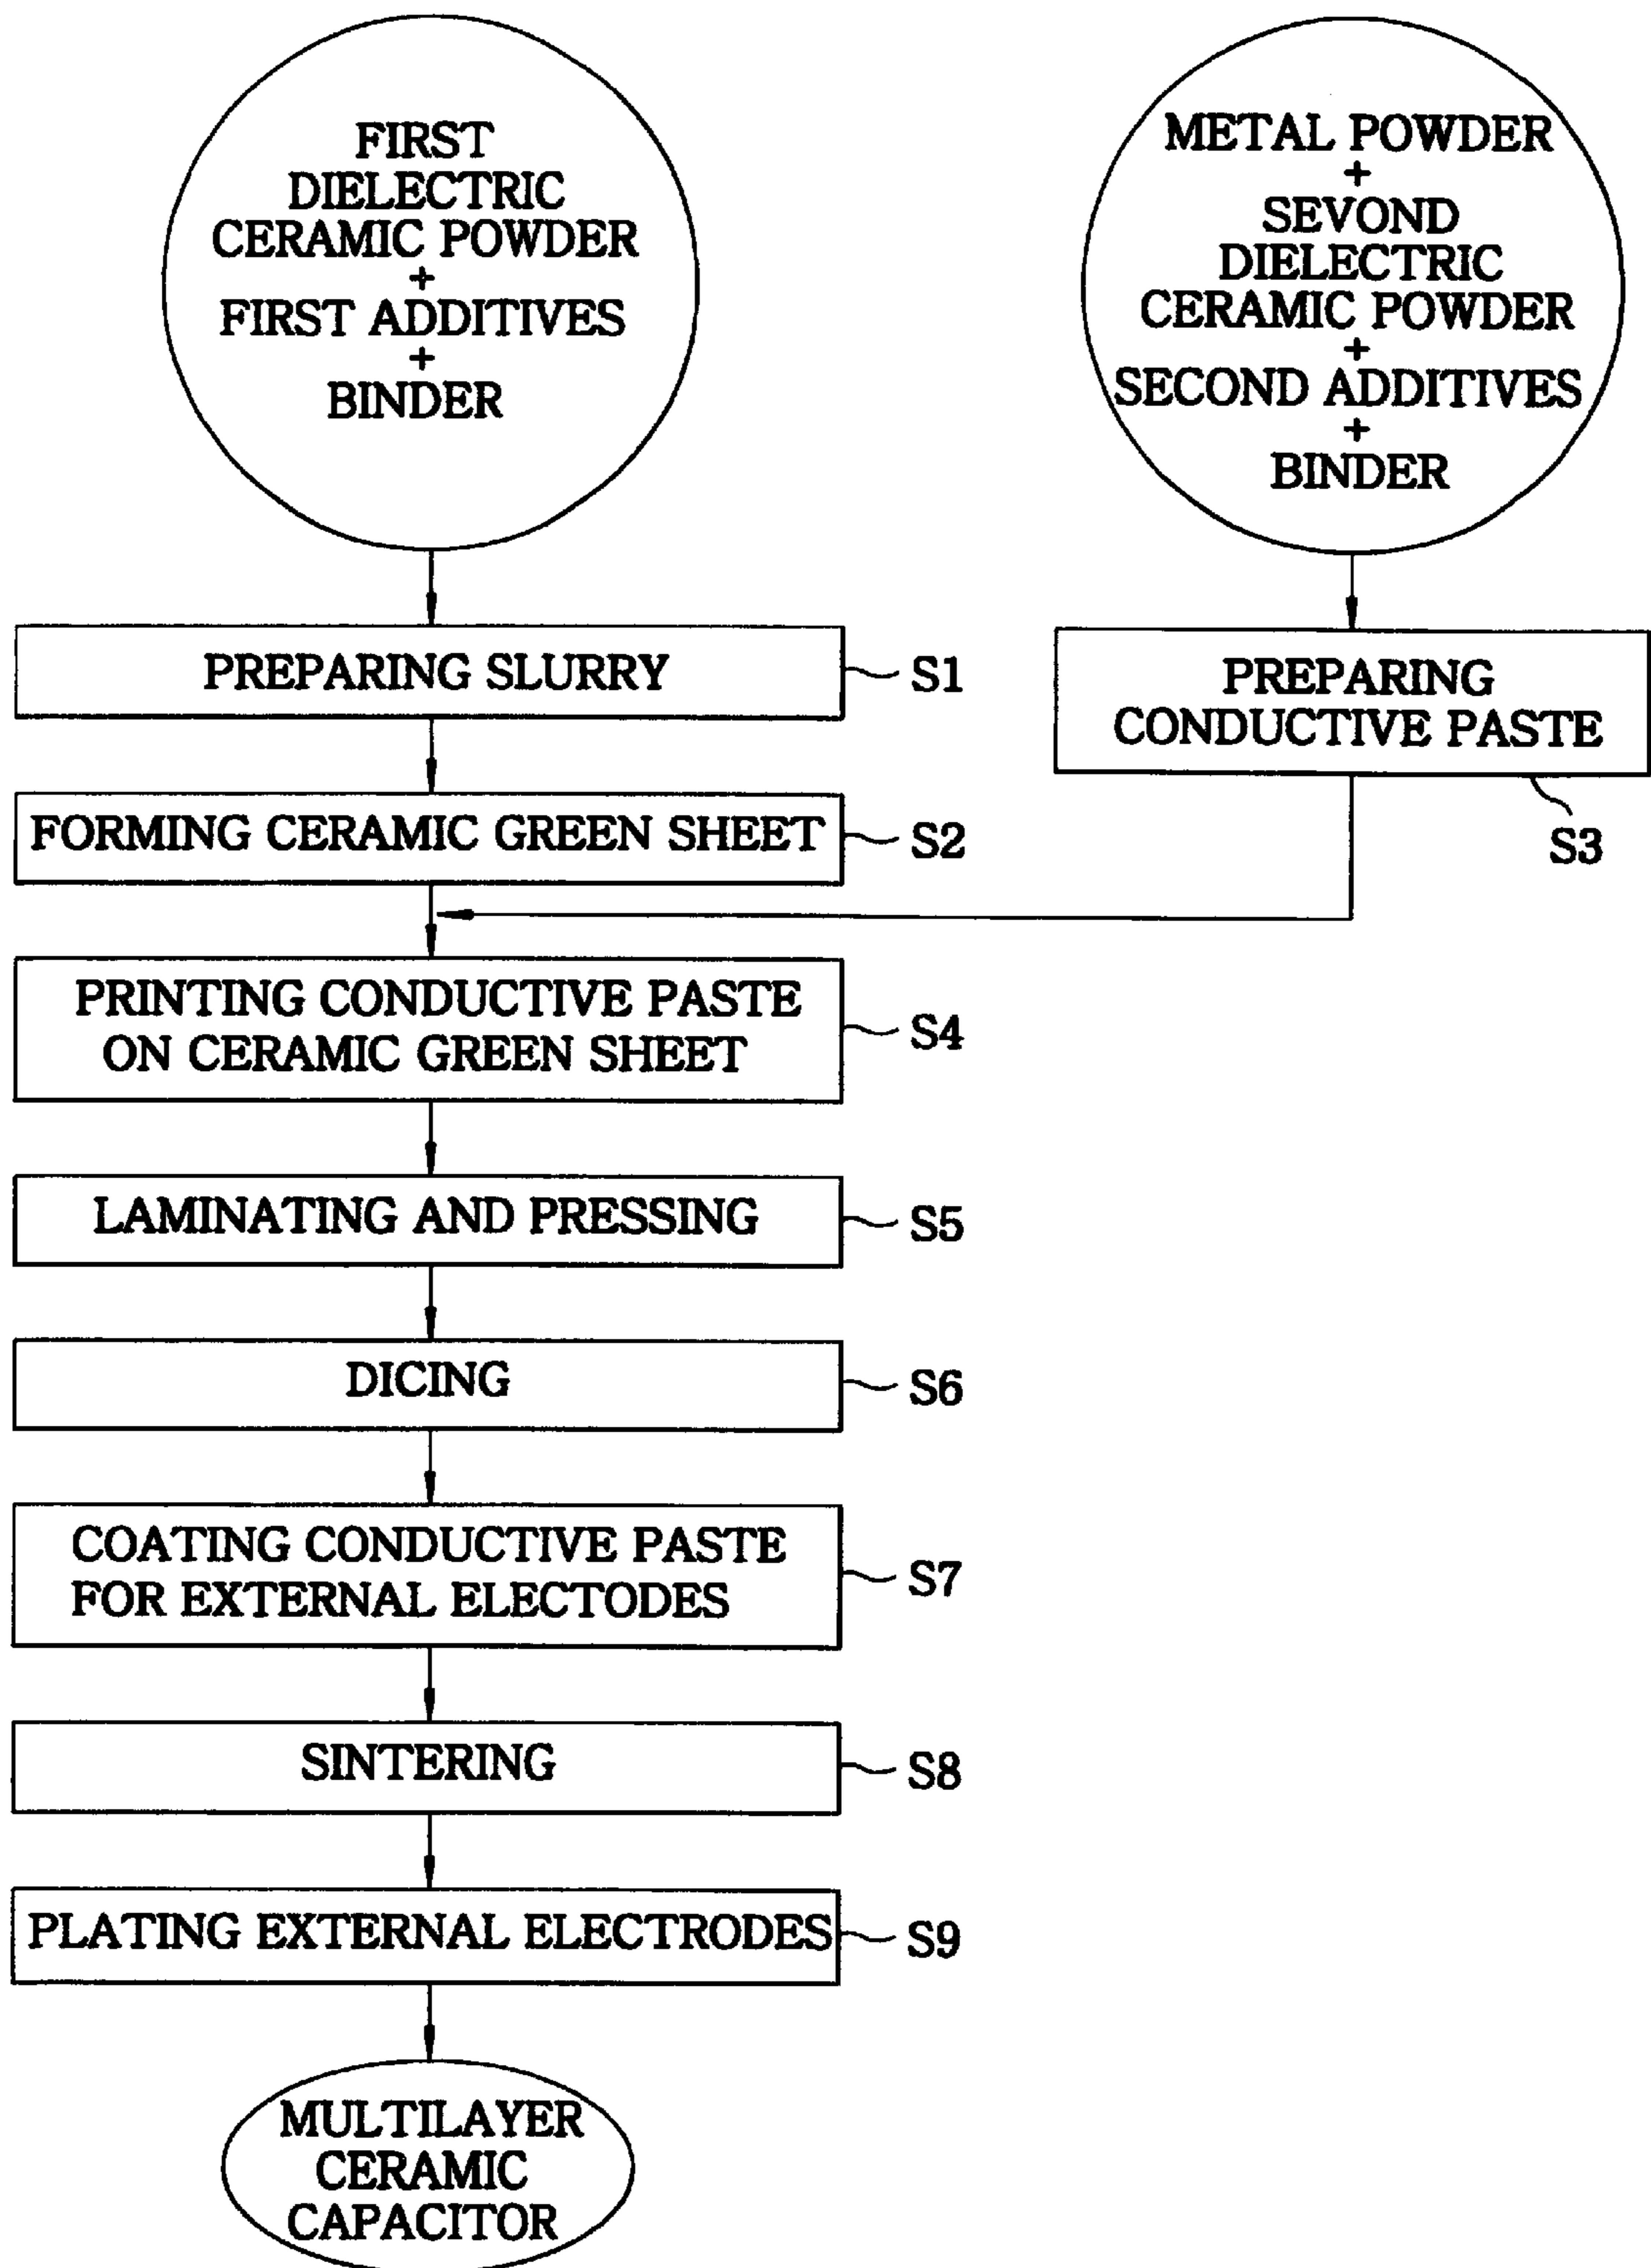 FIRST
DIELECTRIC
CERAMIC POWDER
+
FIRST ADDITIVES
+
BINDER
METAL POWDER
+
SEVOND
DIELECTRIC
CERAMIC POWDER
+
SECOND ADDITIVES
+
BINDER
PREPARING SLURRY
S1
PREPARING
CONDUCTIVE PASTE
S3
FORMING CERAMIC GREEN SHEET
S2
PRINTING CONDUCTIVE PASTE
ON CERAMIC GREEN SHEET
S4
LAMINATING AND PRESSING
S5
DICING
S6
COATING CONDUCTIVE PASTE
FOR EXTERNAL ELECTODES
S7
SINTERING
S8
PLATING EXTERNAL ELECTRODES
S9
MULTILAYER
CERAMIC
CAPACITOR